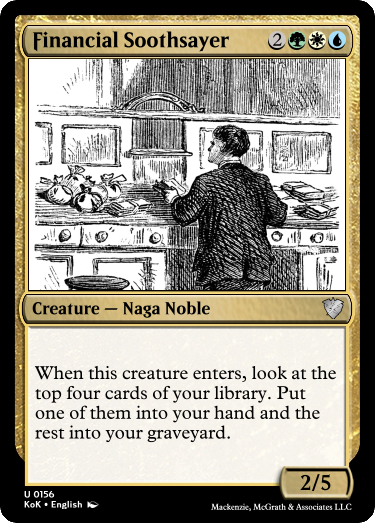 Financial Soothsayer 2
Creature — Naga Noble
When this creature enters, look at the
top four cards of your library. Put
one of them into your hand and the
rest into your graveyard.
2/5
U 0156
KoK • English
Mackenzie, McGrath & Associates LLC